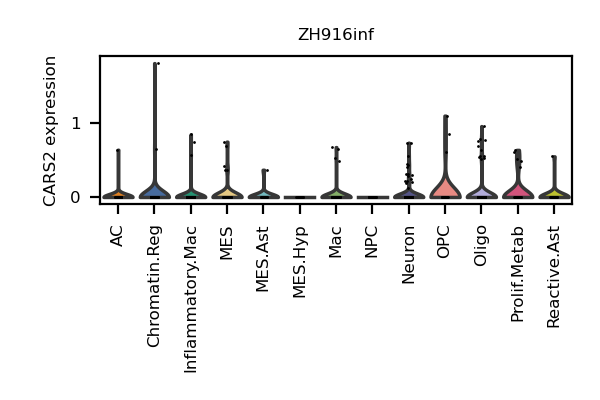 ZH916inf
CARS2 expression
1
0
AC
Chromatin.Reg
Inflammatory.Mac
MES
MES.Ast
MES.Hyp
Mac
NPC
Neuron
OPC
Oligo
Prolif.Metab
Reactive.Ast